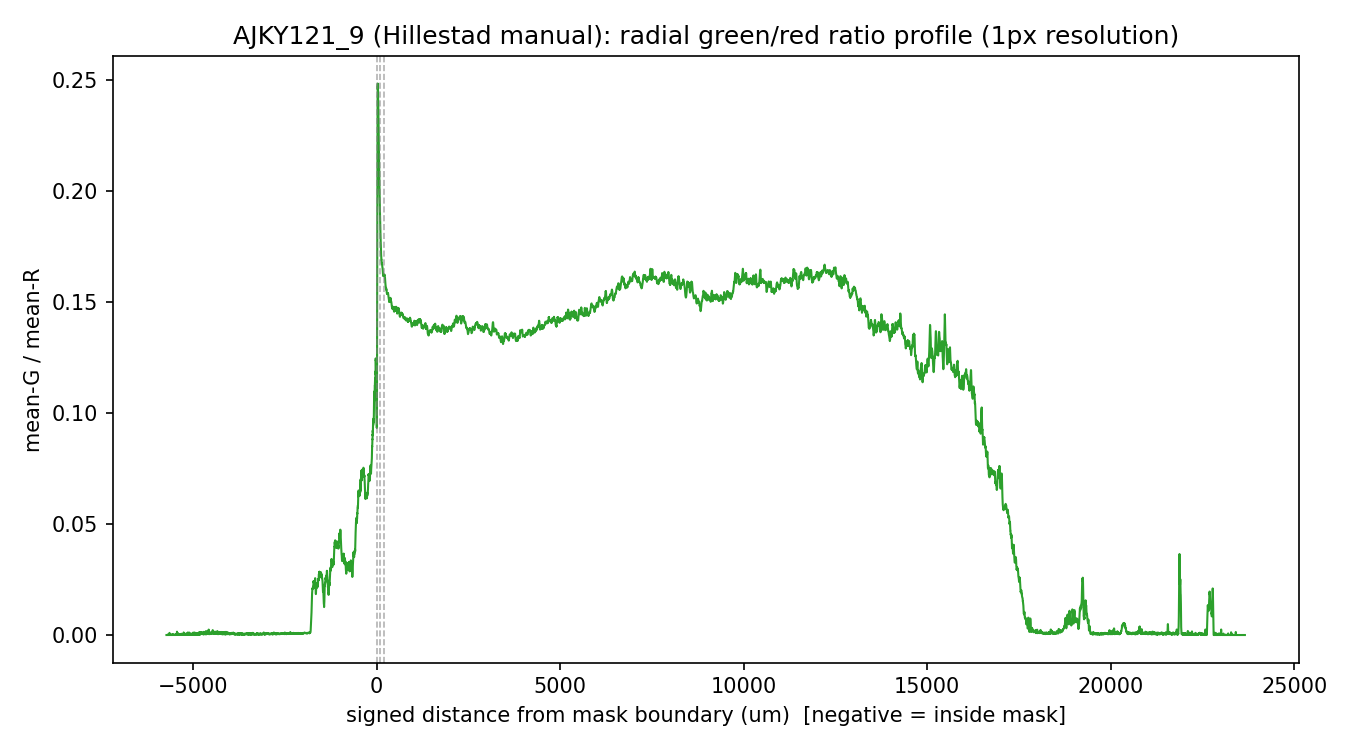 AJKY121_9 (Hillestad manual): radial green/red ratio profile (1px resolution)
0.25
0.20
0.15
0.10
0.05
0.00
mean-G / mean-R
−5000 0 5000 10000 15000 20000 25000
signed distance from mask boundary (um)  [negative = inside mask]